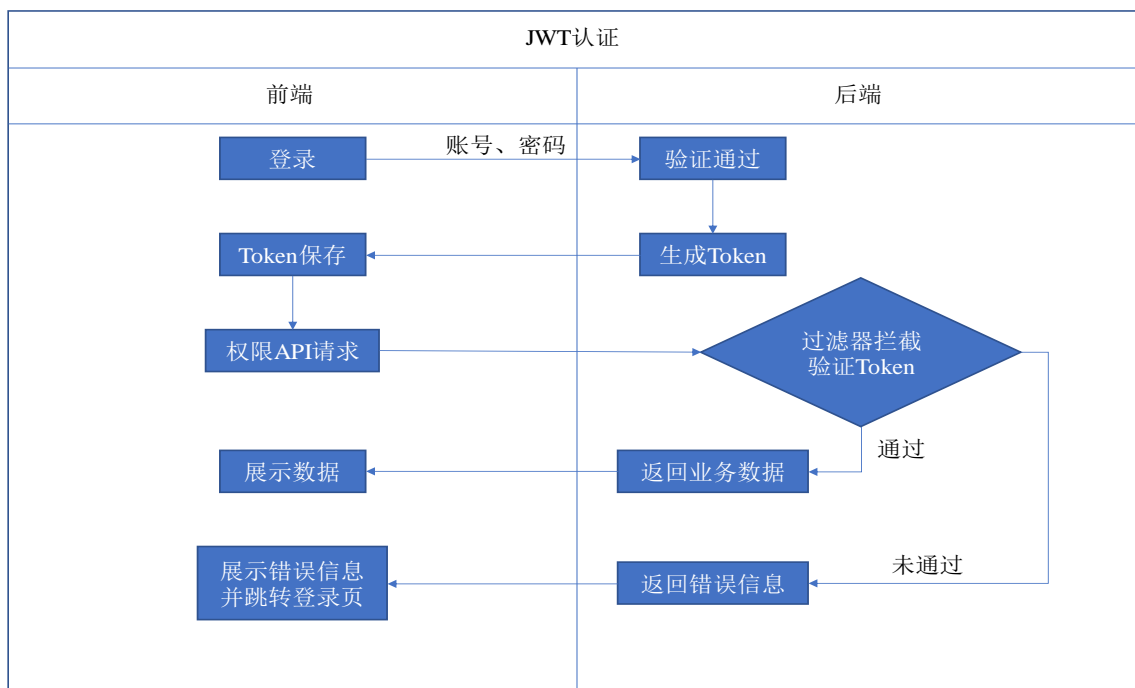 JWT认证
前端
后端
登录
账号、密码
验证通过
Token保存
生成Token
权限API请求
过滤器拦截
验证Token
通过
展示数据
返回业务数据
未通过
展示错误信息
并跳转登录页
返回错误信息